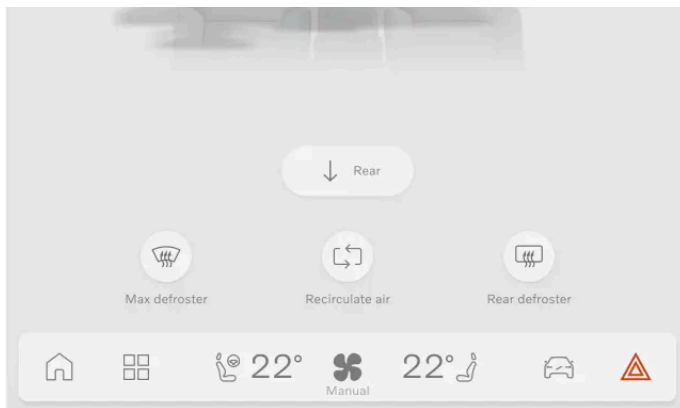 Rear
Max defroster
Recirculate air
Rear defroster
22° 22°
Manual